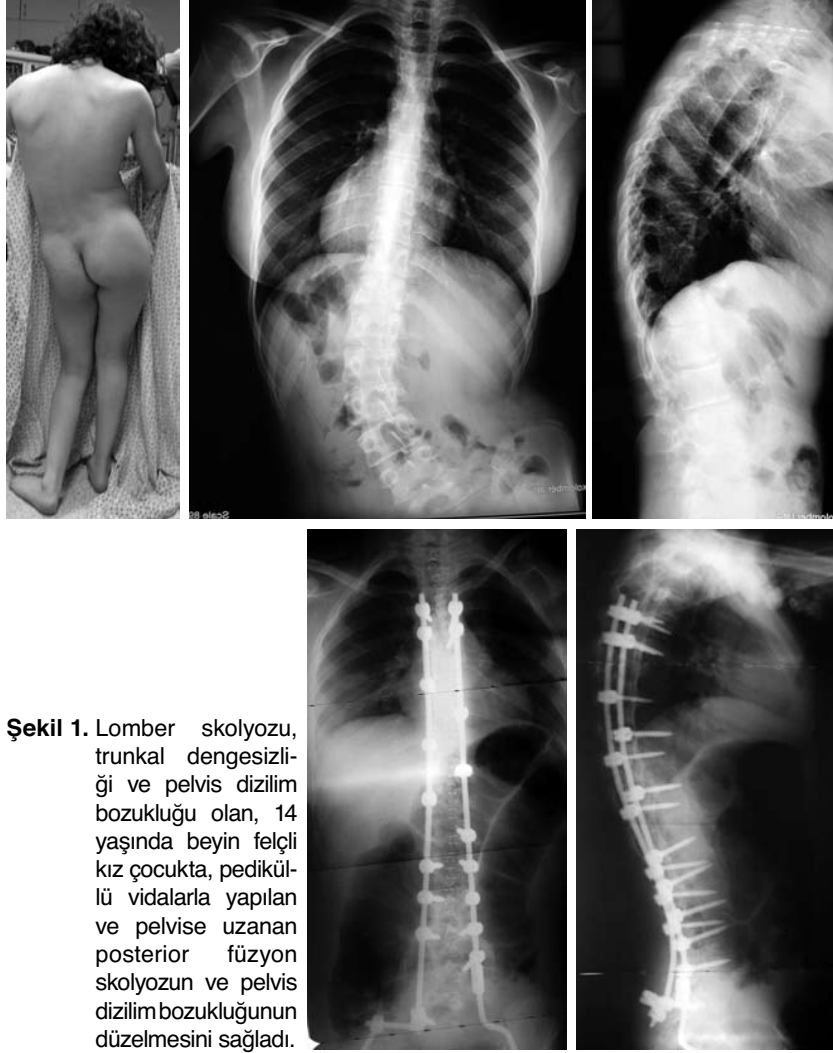 Şekil 1. Lomber skolyozu,
trunkal dengesizli-
ği ve pelvis dizilim
bozukluğu olan, 14
yaşında beyin felçli
kız çocukta, pedikül-
lü vidalarla yapılan
ve pelvise uzanan
posterior füzyon
skolyozun ve pelvis
dizilim bozukluğunun
düzelmesini sağladı.